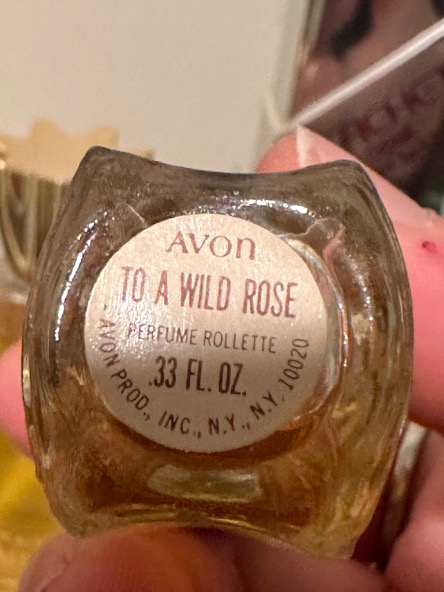 AVON
TO A WILD ROSE
PERFUME ROLLETTE
.33 FL. OZ.
AVON PROD., INC., N.Y., N.Y. 10020